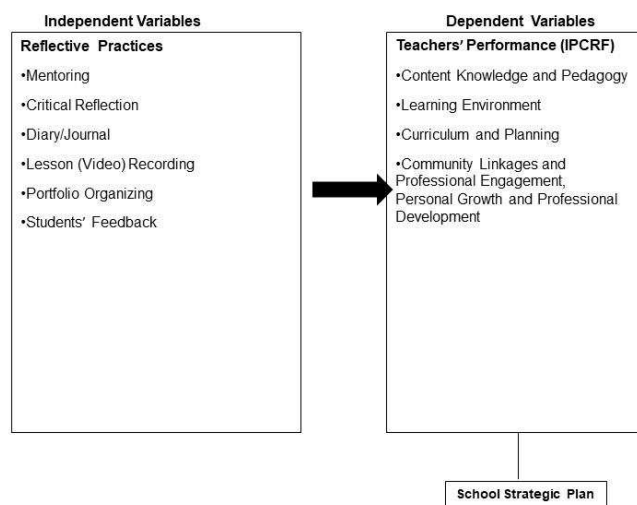 Independent Variables
Reflective Practices
•Mentoring
•Critical Reflection
•Diary/Journal
•Lesson (Video) Recording
•Portfolio Organizing
•Students’ Feedback
Dependent Variables
Teachers’ Performance (IPCRF)
•Content Knowledge and Pedagogy
•Learning Environment
•Curriculum and Planning
•Community Linkages and
Professional Engagement,
Personal Growth and Professional
Development
School Strategic Plan